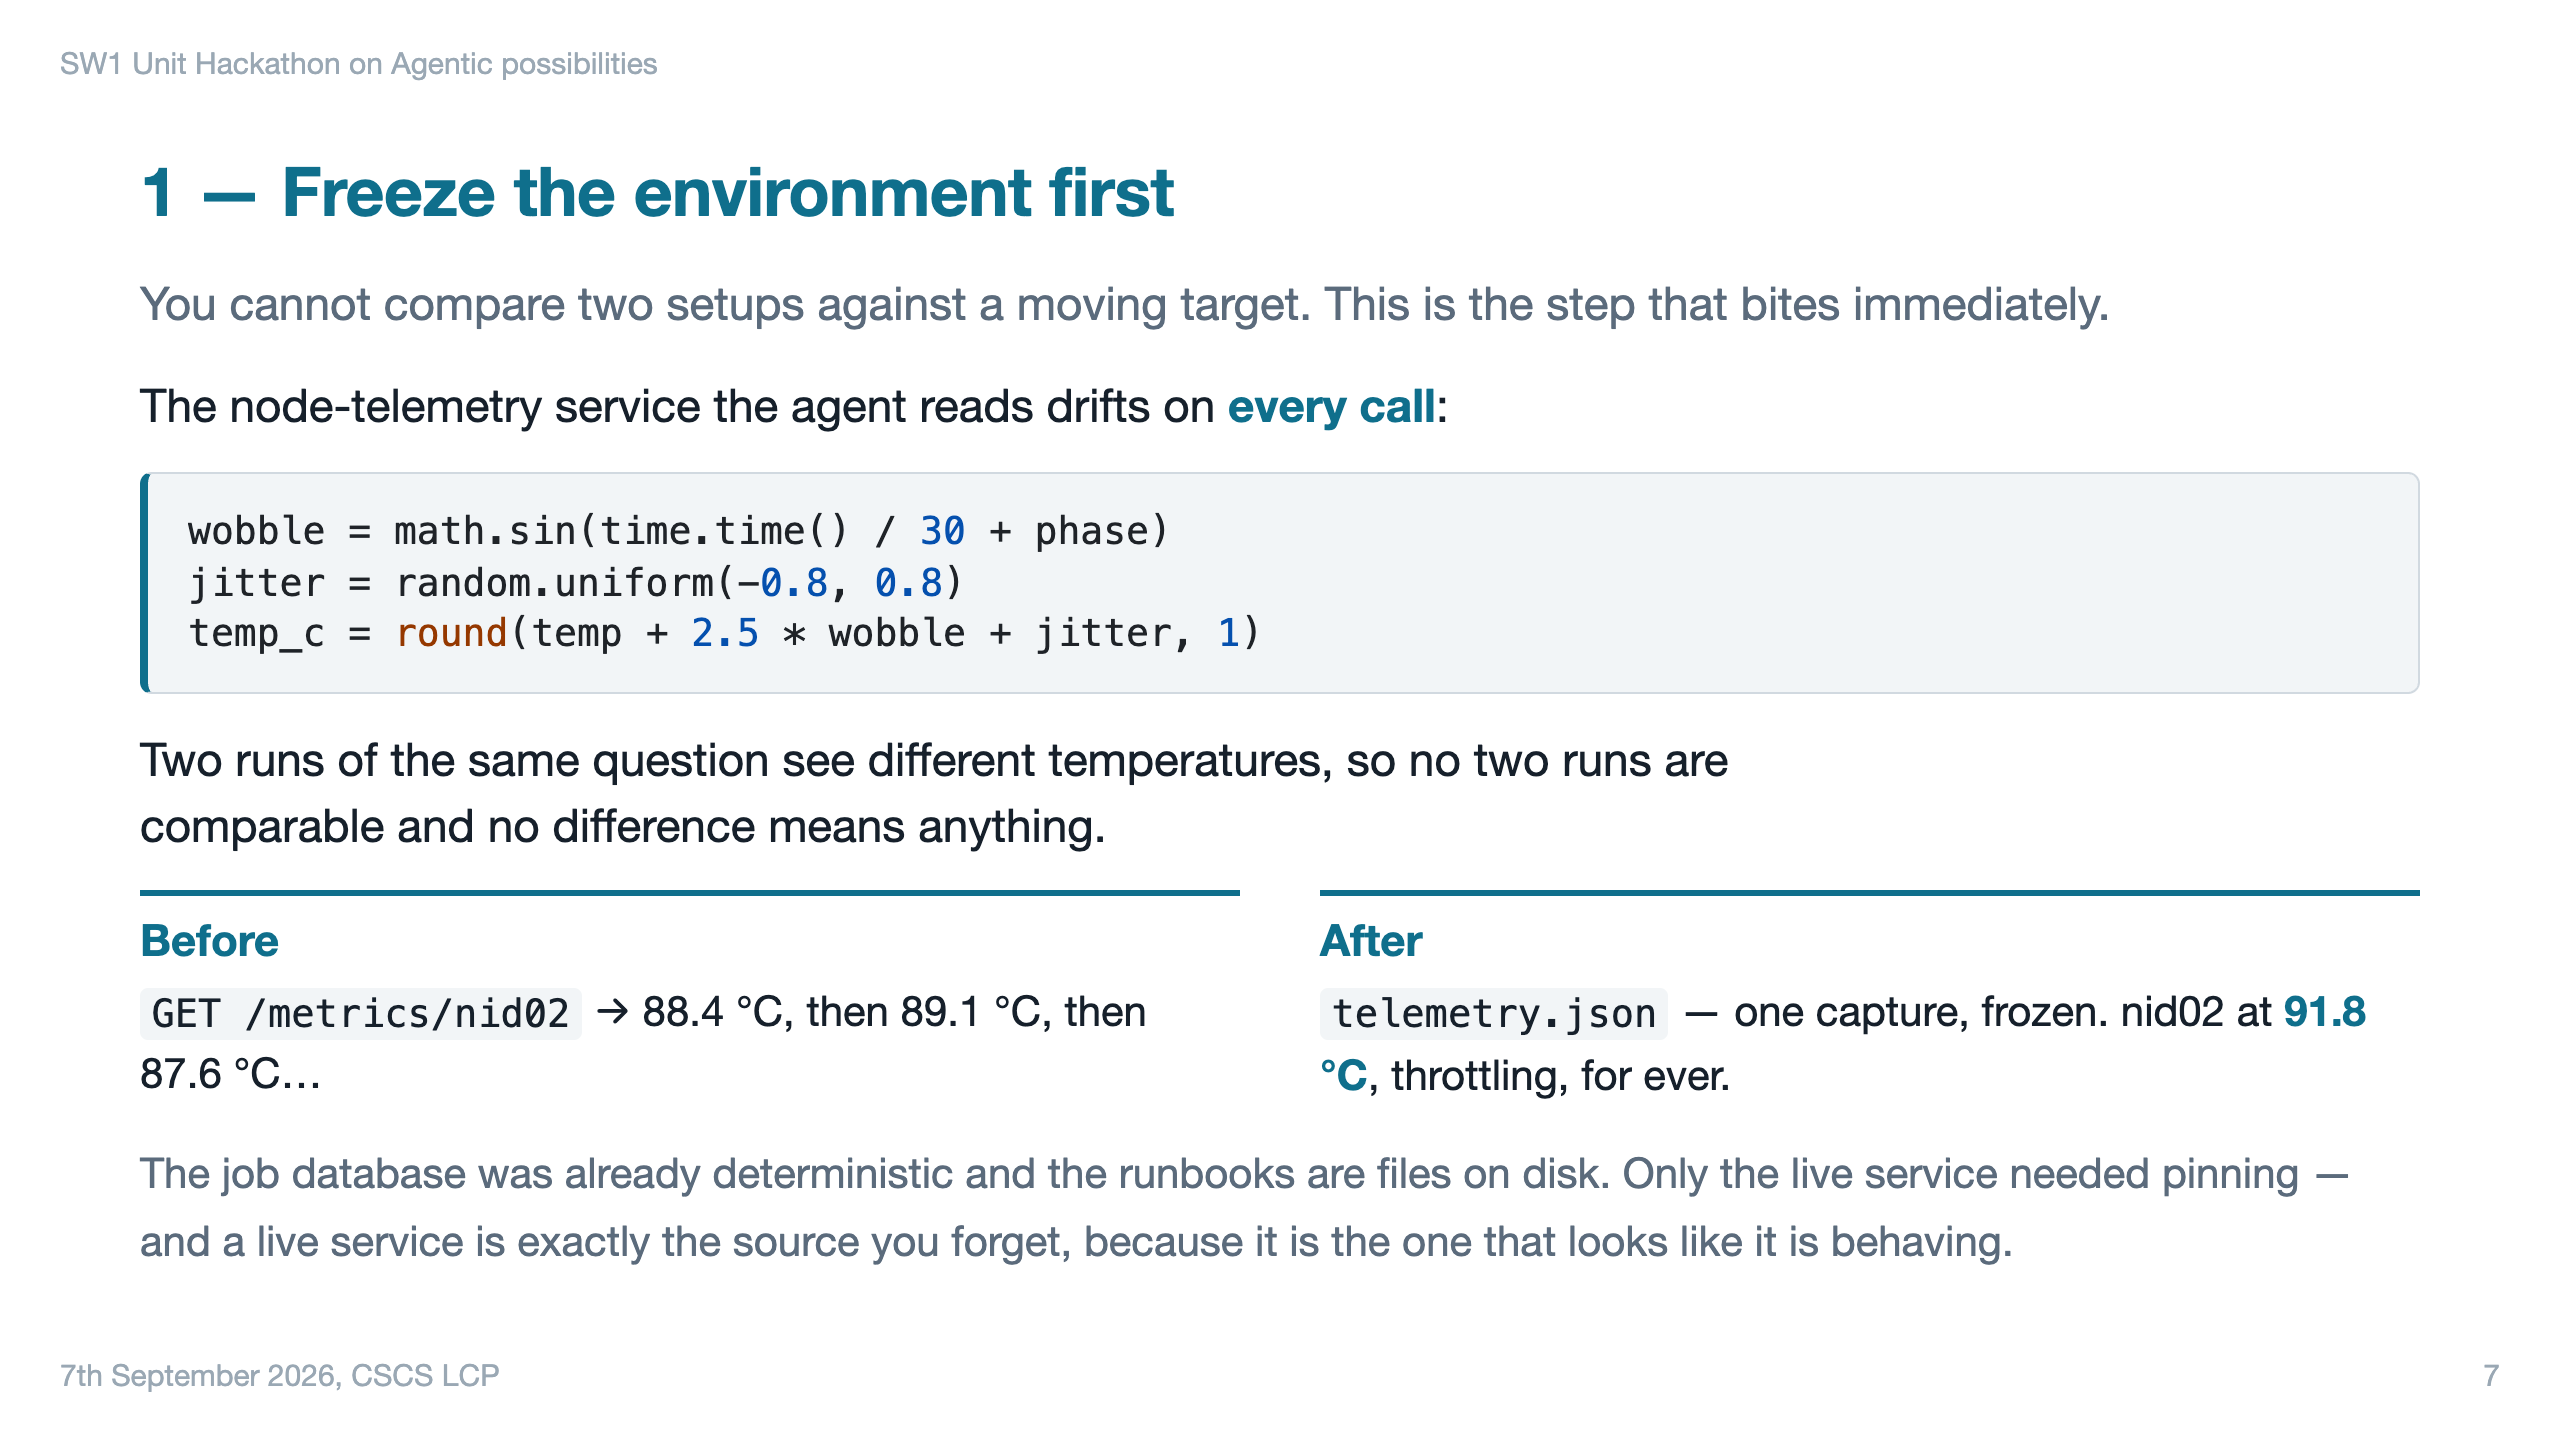 SW1 Unit Hackathon on Agentic possibilities
1 — Freeze the environment first
You cannot compare two setups against a moving target. This is the step that bites immediately.
The node-telemetry service the agent reads drifts on every call:
wobble = math.sin(time.time() / 30 + phase)
jitter = random.uniform(-0.8, 0.8)
temp_c = round(temp + 2.5 * wobble + jitter, 1)
Two runs of the same question see different temperatures, so no two runs are
comparable and no difference means anything.
Before
GET /metrics/nid02 → 88.4 °C, then 89.1 °C, then
87.6 °C…
After
telemetry.json — one capture, frozen. nid02 at 91.8
°C, throttling, for ever.
The job database was already deterministic and the runbooks are files on disk. Only the live service needed pinning —
and a live service is exactly the source you forget, because it is the one that looks like it is behaving.
7th September 2026, CSCS LCP
7